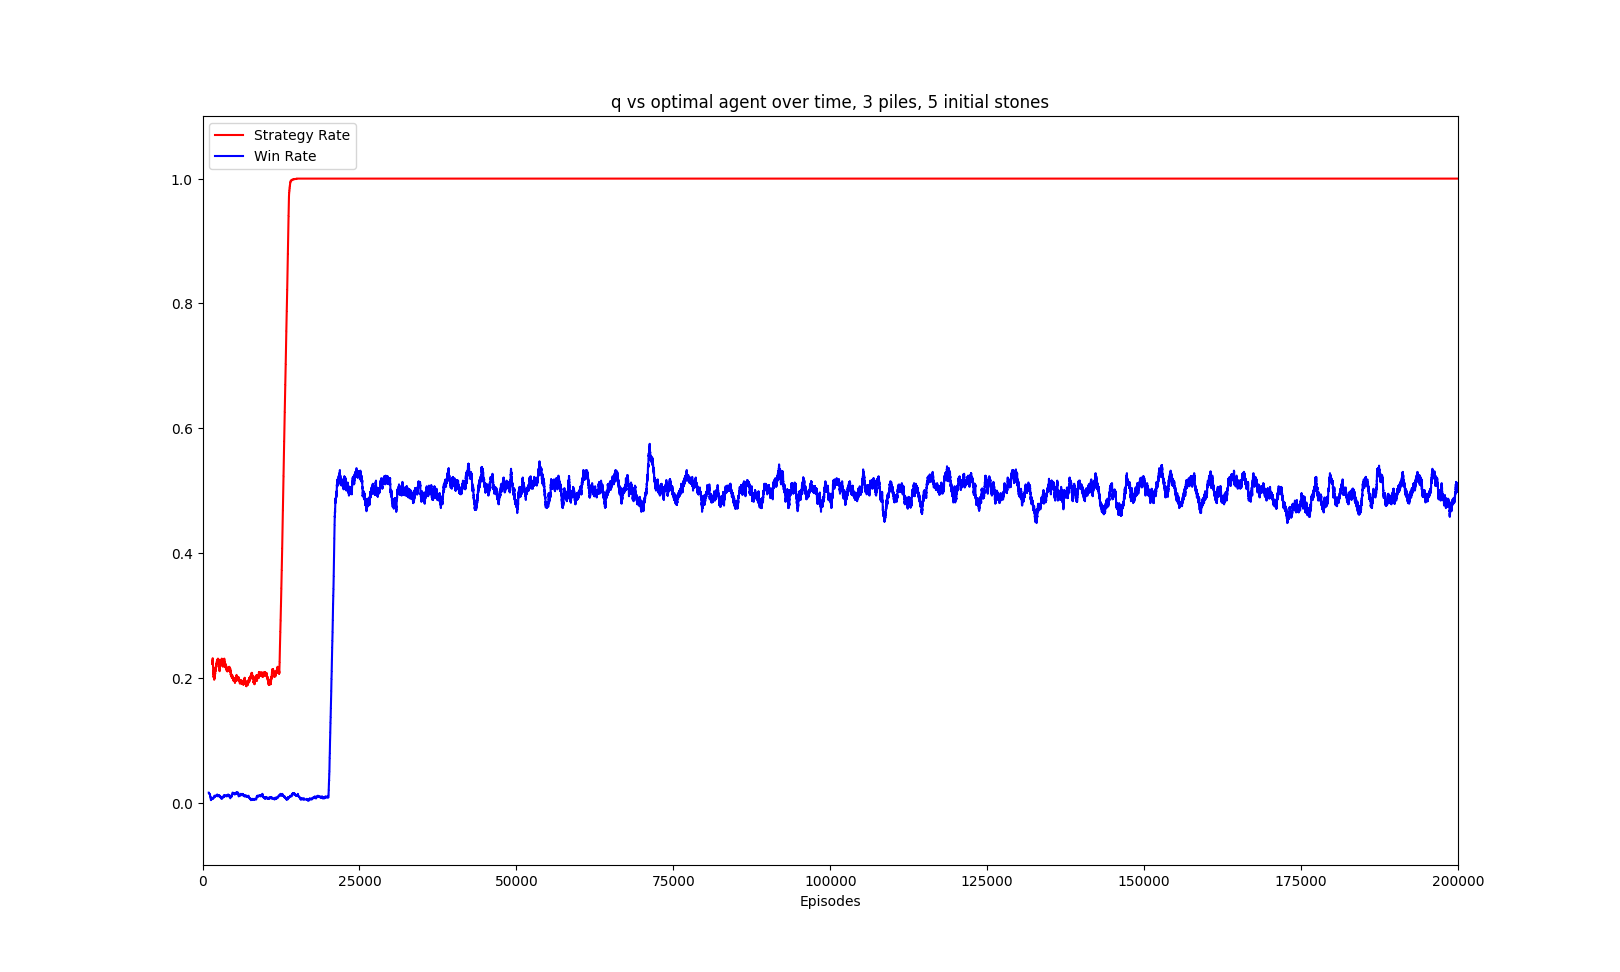 q vs optimal agent over time, 3 piles, 5 initial stones
Strategy Rate
Win Rate
1.0
0.8
0.6
0.4
0.2
0.0
0 25000 50000 75000 100000 125000 150000 175000 200000
Episodes